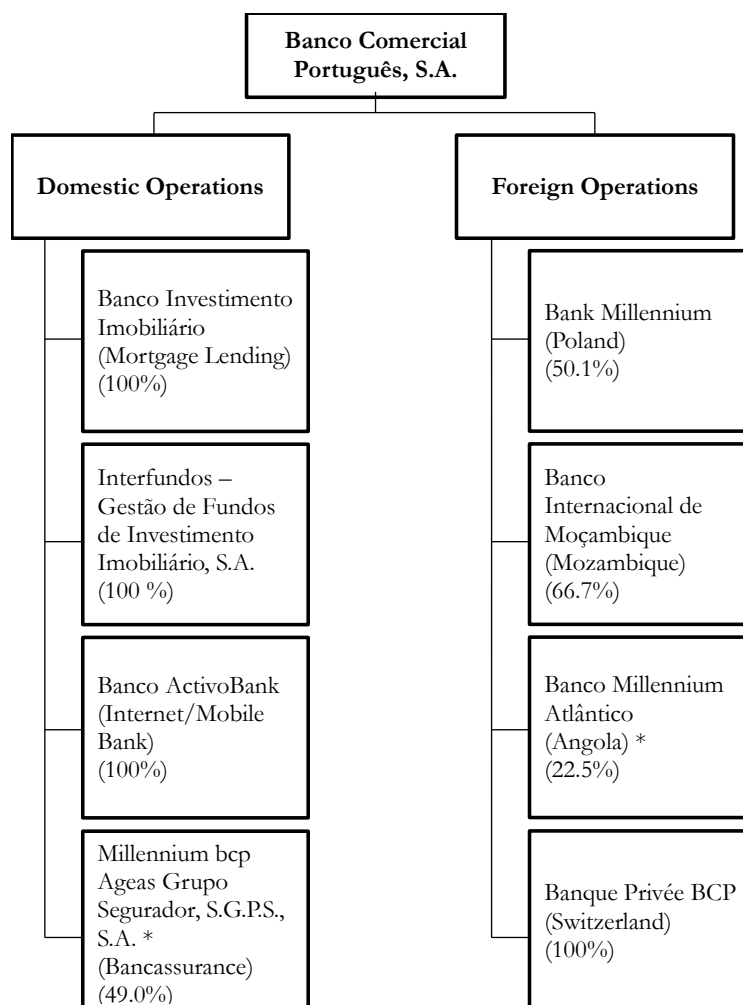 Banco Comercial
Português, S.A.
Domestic Operations
Banco Investimento
Imobiliário
(Mortgage Lending)
(100%)
Interfundos –
Gestão de Fundos
de Investimento
Imobiliário, S.A.
(100 %)
Banco ActivoBank
(Internet/Mobile
Bank)
(100%)
Millennium bcp
Ageas Grupo
Segurador, S.G.P.S.,
S.A. *
(Bancassurance)
(49.0%)
Foreign Operations
Bank Millennium
(Poland)
(50.1%)
Banco
Internacional de
Moçambique
(Mozambique)
(66.7%)
Banco Millennium
Atlântico
(Angola) *
(22.5%)
Banque Privée BCP
(Switzerland)
(100%)